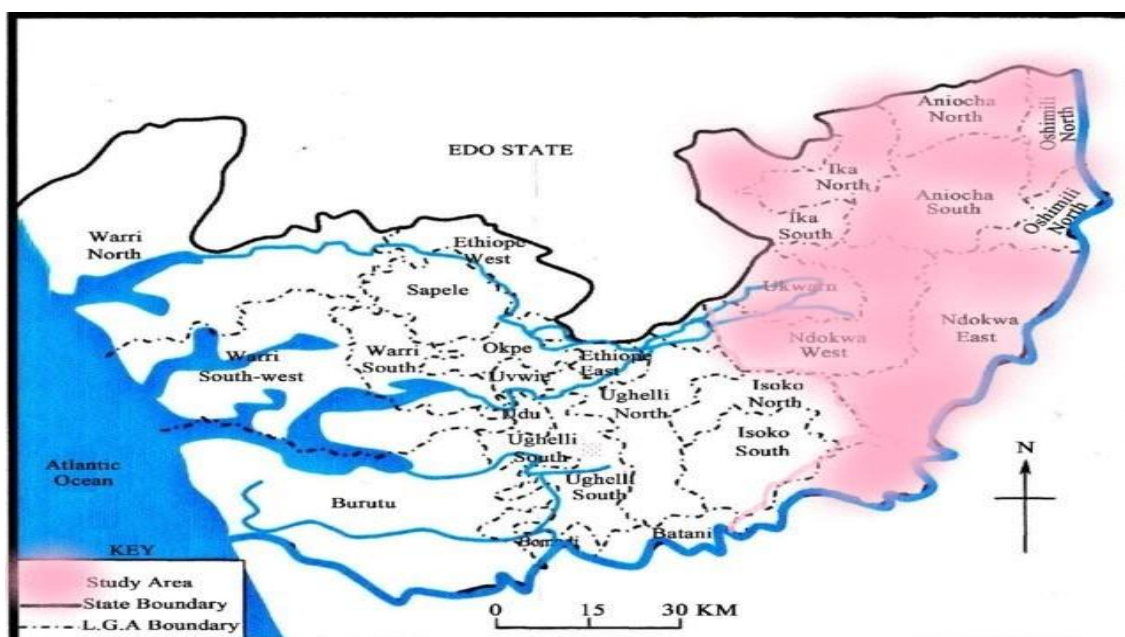 Aniocha
North
Oshimili
North
EDO STATE
Ika
North
Aniocha
South
Oshimili
North
Ika
South
Warri
North
Ethiope
West
Sapele
Ukwam
Ndokwa
East
Ndokwa
West
Okpe
Ethiope
East
Warri
South
Warri
South-west
Uvwie
Udu
Ughelli
North
Isoko
North
Isoko
South
Ughelli
South
Ughelli
South
N
Atlantic
Ocean
Burutu
Batani
KEY
Study Area
State Boundary
L.G.A Boundary
0 15 30 KM